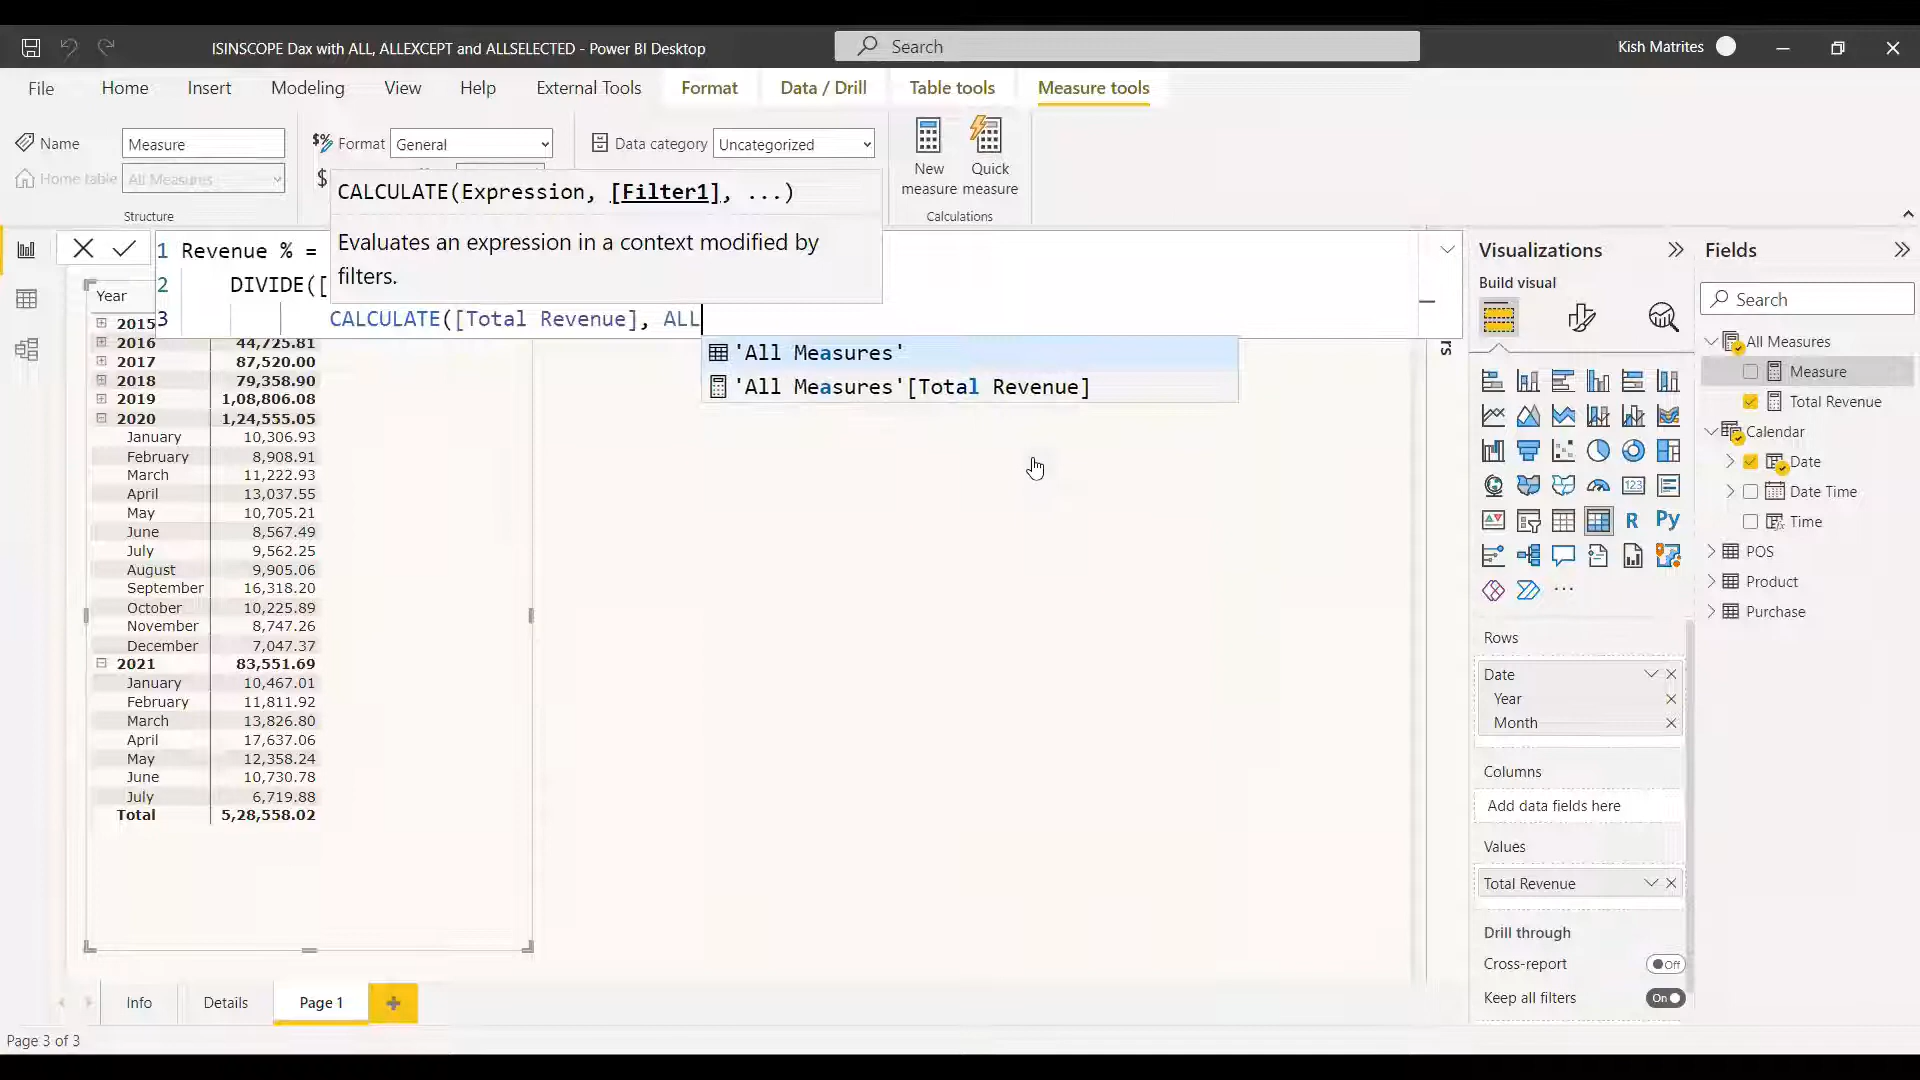 ISINSCOPE Dax with ALL, ALLEXCEPT and ALLSELECTED - Power BI Desktop
Search
Kish Matrites
File
Home
Insert
Modeling
View
Help
External Tools
Format
Data / Drill
Table tools
Measure tools
Name
Measure
Format
General
Data category
Uncategorized
New measure
Quick measure
Home table
All Measures
Structure
Calculations
CALCULATE(Expression, [Filter1], ...)
Evaluates an expression in a context modified by
filters.
1 Revenue % =
2 DIVIDE([
3 CALCULATE([Total Revenue], ALL
'All Measures'
'All Measures'[Total Revenue]
Year
2015
2016 44,725.81
2017 87,520.00
2018 79,358.90
2019 1,08,806.08
2020 1,24,555.05
January 10,306.93
February 8,908.91
March 11,222.93
April 13,037.55
May 10,705.21
June 8,567.49
July 9,562.25
August 9,905.06
September 16,318.20
October 10,225.89
November 8,747.26
December 7,047.37
2021 83,551.69
January 10,467.01
February 11,811.92
March 13,826.80
April 17,637.06
May 12,358.24
June 10,730.78
July 6,719.88
Total 5,28,558.02
Visualizations
Build visual
R
Py
123
Rows
Date
Year
Month
Columns
Add data fields here
Values
Total Revenue
Drill through
Cross-report
Off
Keep all filters
On
Fields
Search
All Measures
Measure
Total Revenue
Calendar
Date
Date Time
Time
POS
Product
Purchase
Info
Details
Page 1
Page 3 of 3